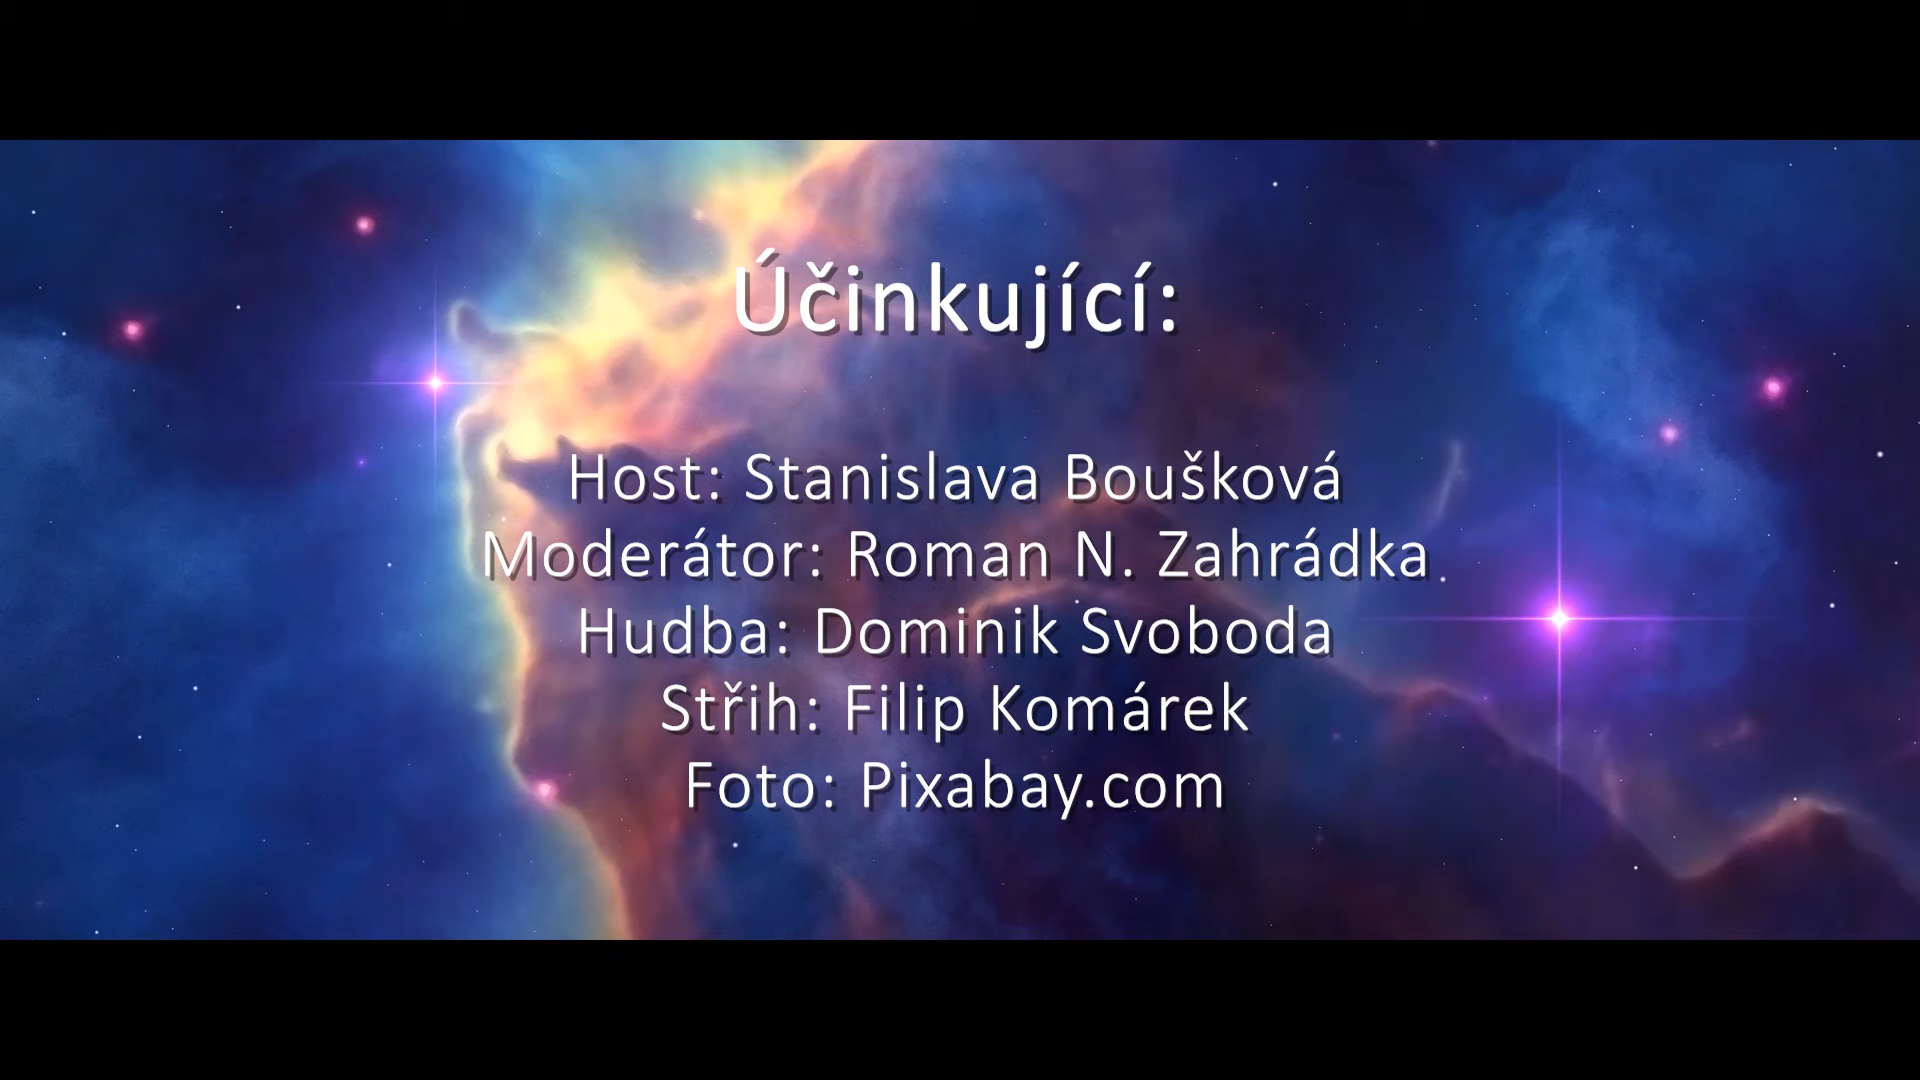 Účinkující:
Host: Stanislava Boušková
Moderátor: Roman N. Zahrádka
Hudba: Dominik Svoboda
Střih: Filip Komárek
Foto: Pixabay.com